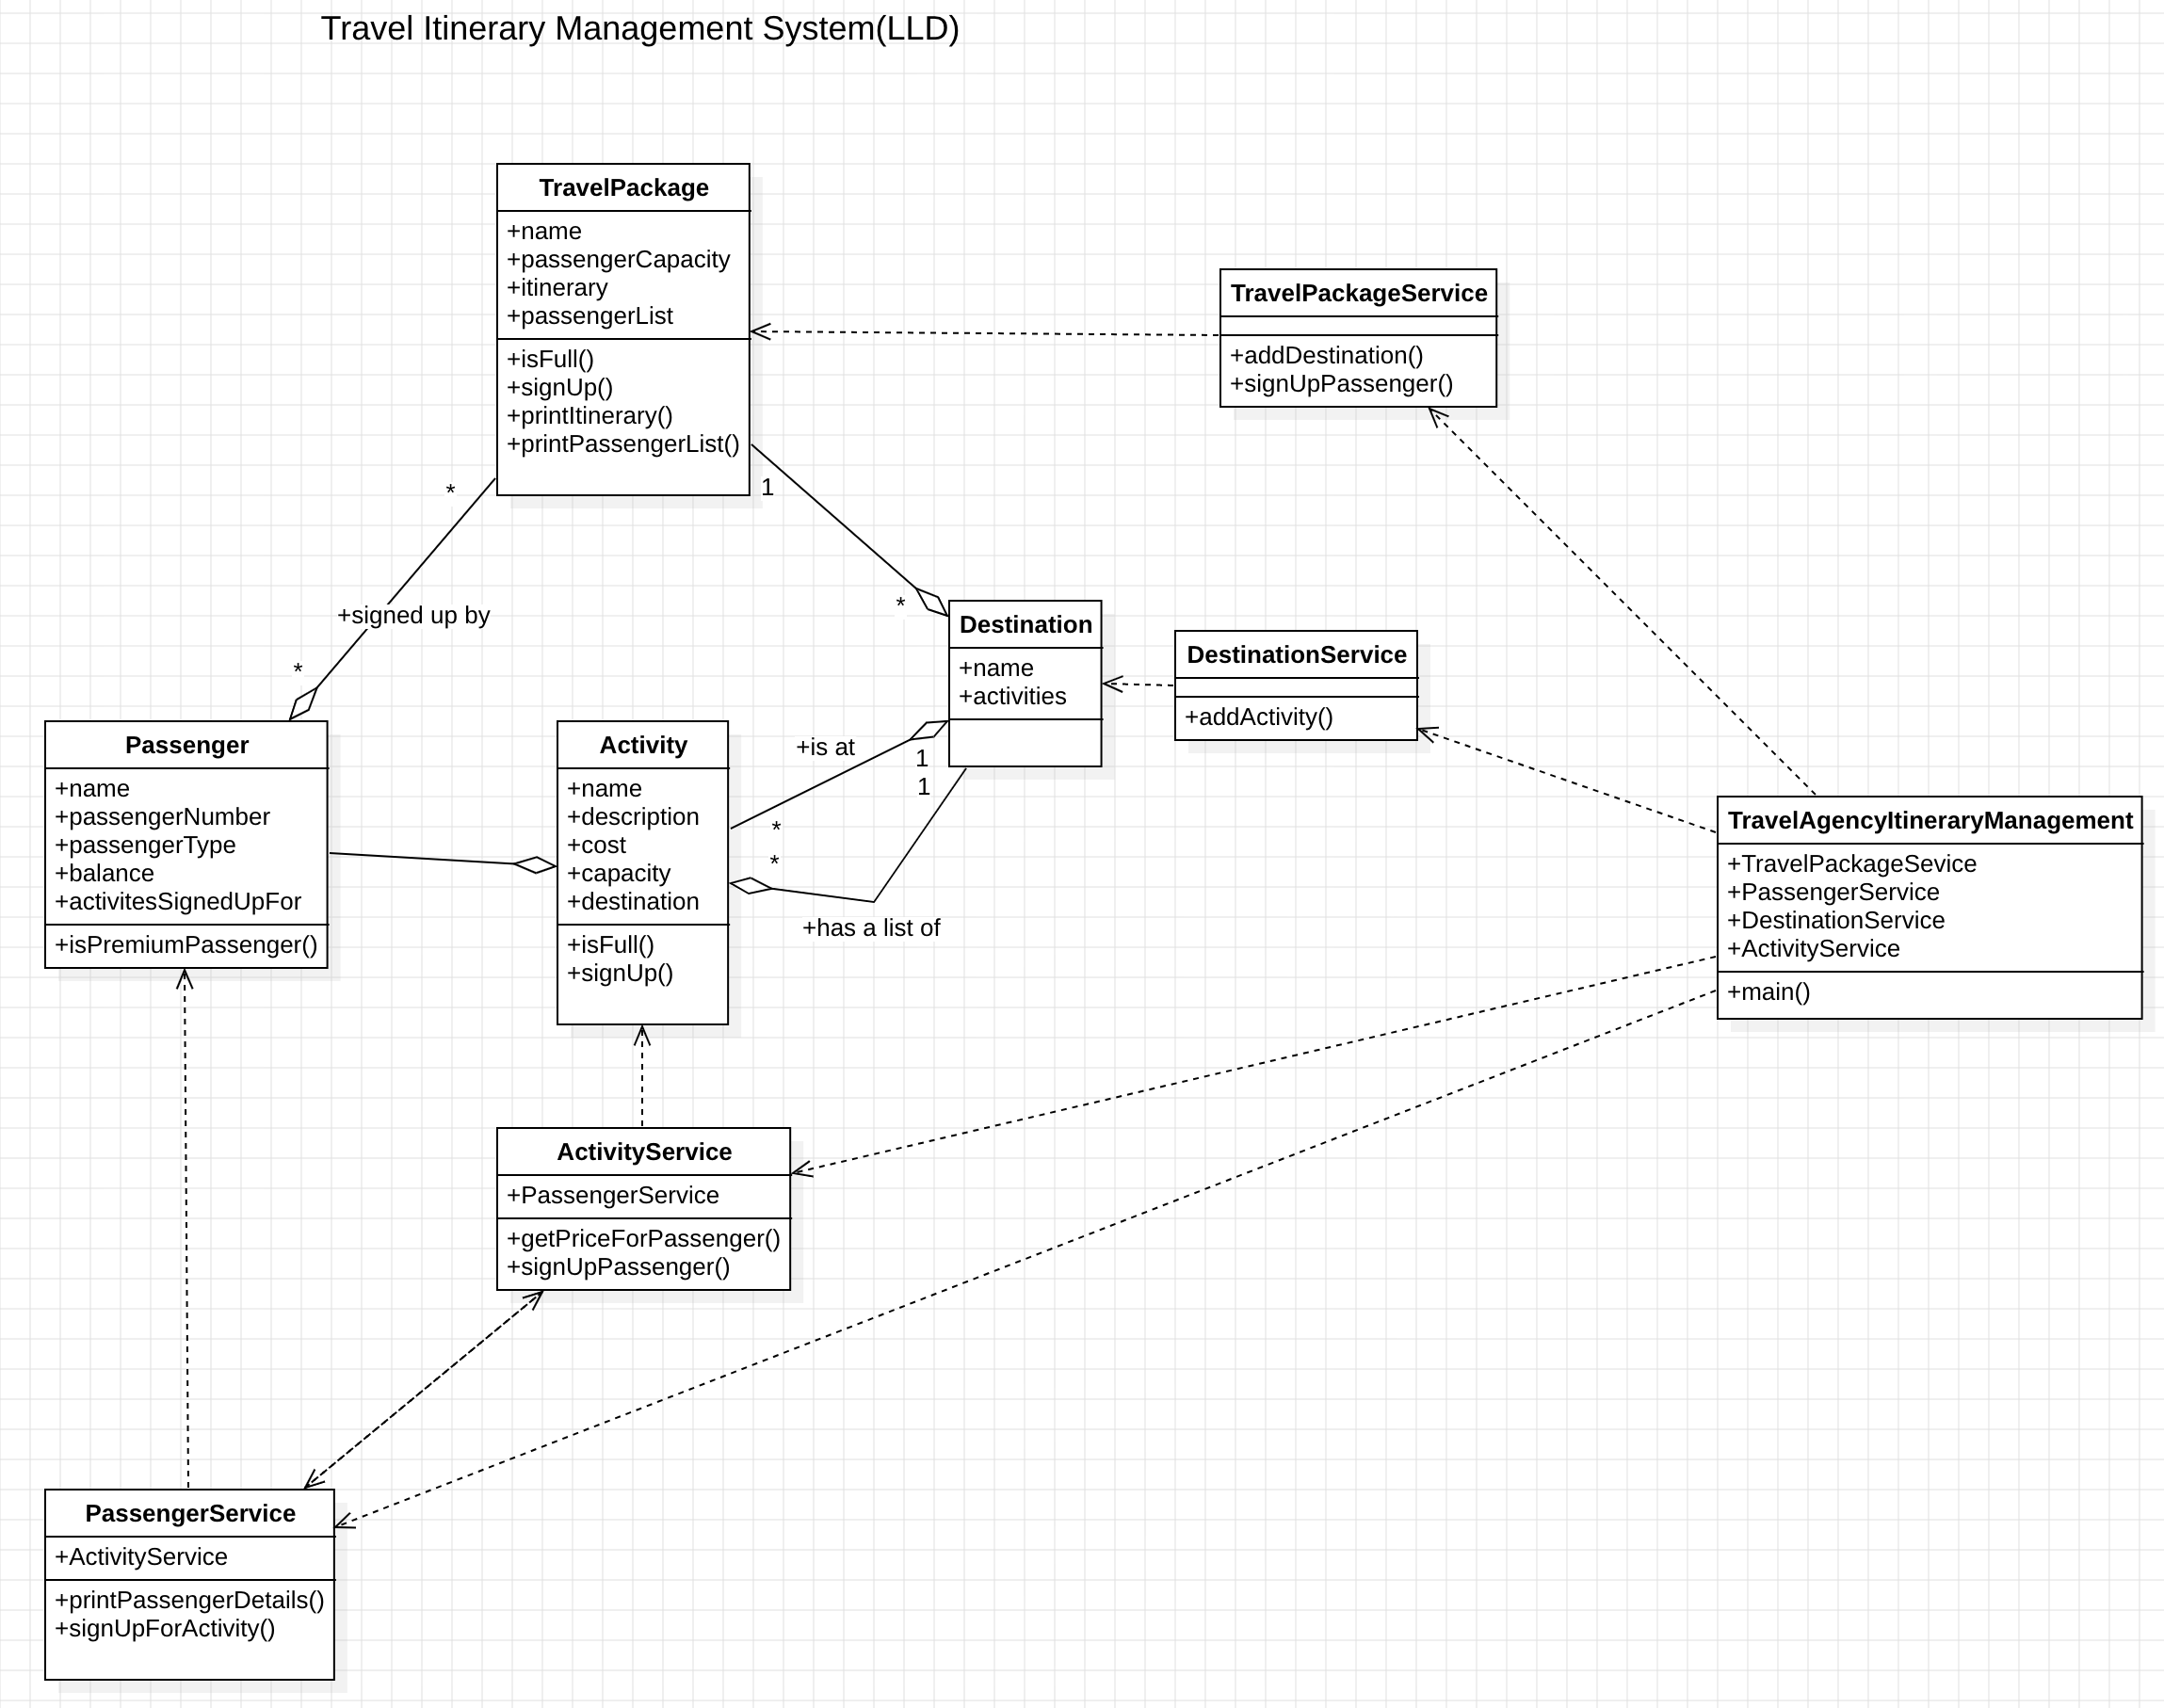 Travel Itinerary Management System(LLD)
TravelPackage
+name
+passengerCapacity
+itinerary
+passengerList
+isFull()
+signUp()
+printItinerary()
+printPassengerList()
TravelPackageService
+addDestination()
+signUpPassenger()
*
1
+signed up by
*
*
Destination
+name
+activities
DestinationService
+addActivity()
Passenger
+name
+passengerNumber
+passengerType
+balance
+activitesSignedUpFor
+isPremiumPassenger()
Activity
+name
+description
+cost
+capacity
+destination
+isFull()
+signUp()
+is at
1
1
*
*
+has a list of
TravelAgencyItineraryManagement
+TravelPackageSevice
+PassengerService
+DestinationService
+ActivityService
+main()
ActivityService
+PassengerService
+getPriceForPassenger()
+signUpPassenger()
PassengerService
+ActivityService
+printPassengerDetails()
+signUpForActivity()